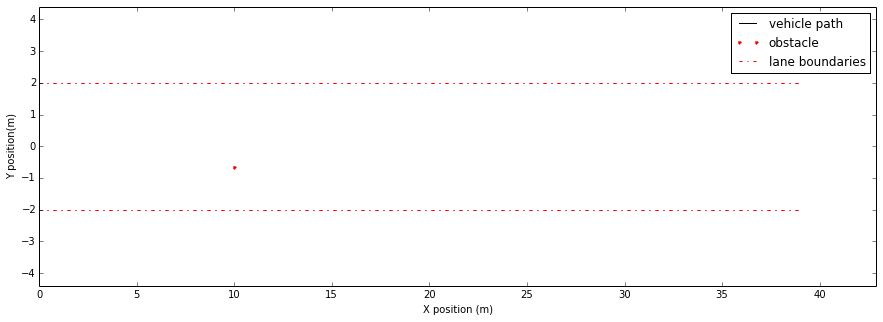 4
3
2
1
0
−1
−2
−3
−4
Y position(m)
0 5 10 15 20 25 30 35 40
X position (m)
vehicle path
obstacle
lane boundaries